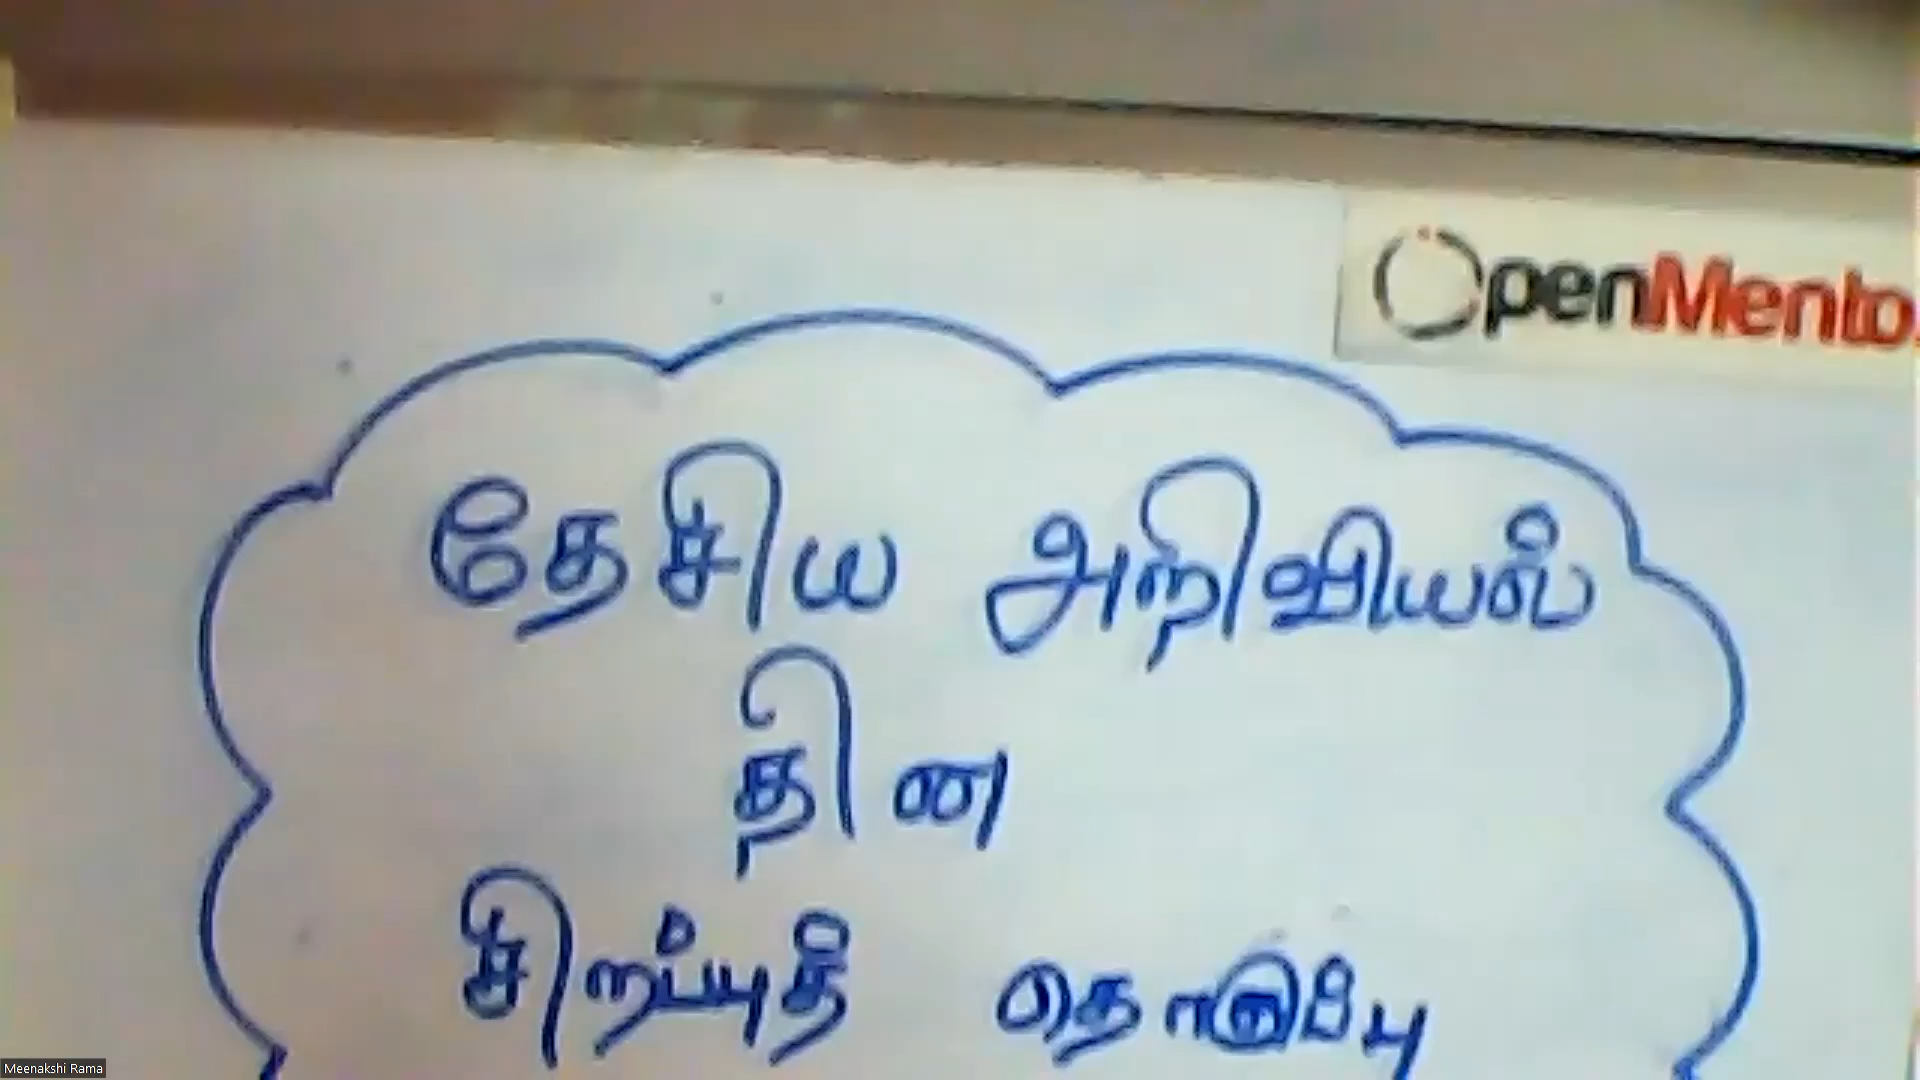 OpenMento
தேசிய அறிவியல்
தின
சிறப்புத் தொகுப்பு
Meenakshi Rama